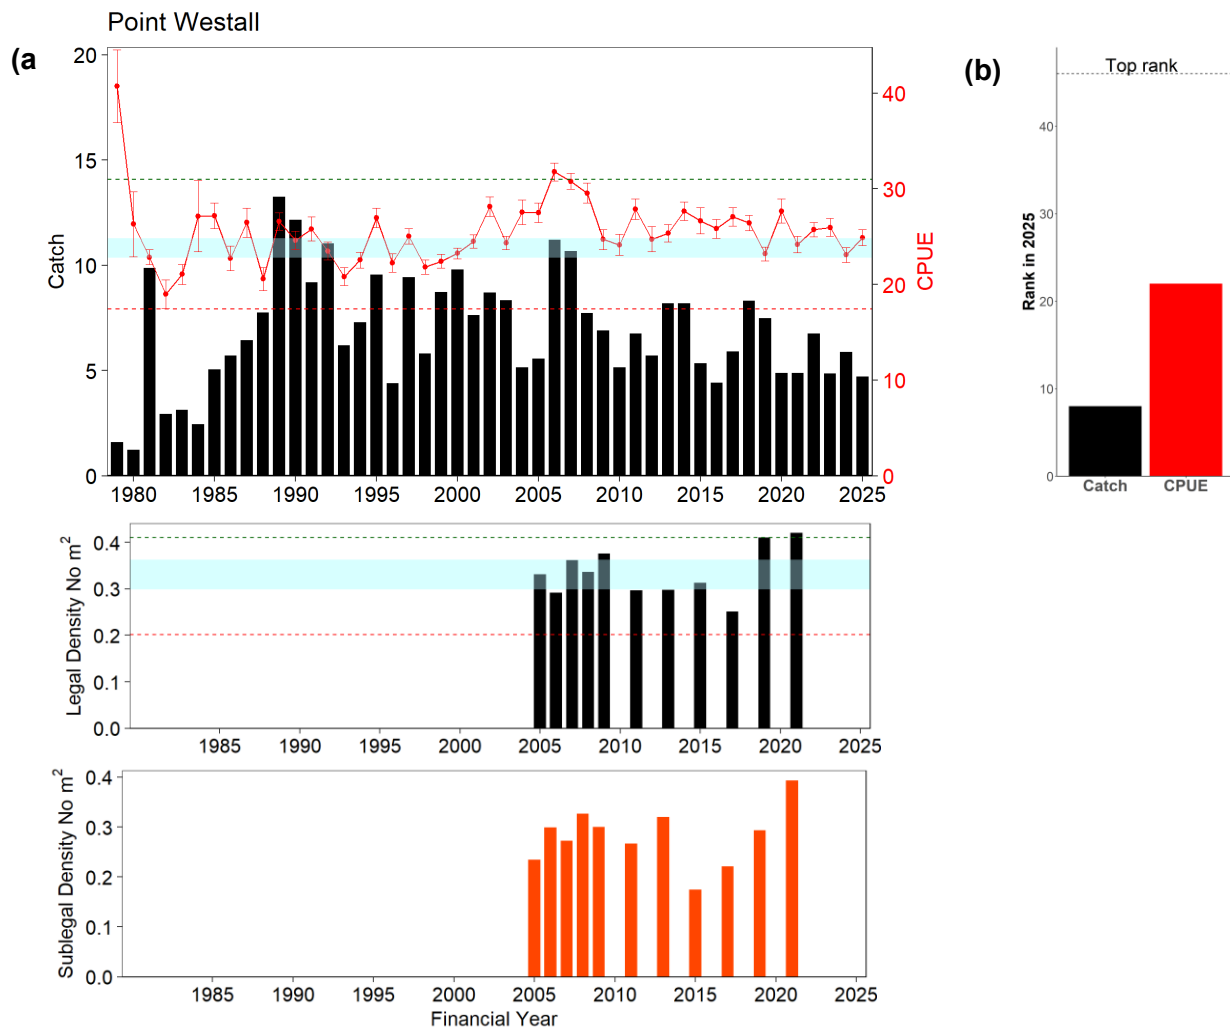 Point Westall
(a
20
15
10
5
0
Catch
40
30
20
10
0
CPUE
1980 1985 1990 1995 2000 2005 2010 2015 2020 2025
(b)
Top rank
40
30
20
10
0
Rank in 2025
Catch CPUE
0.4
0.3
0.2
0.1
0.0
Legal Density No m²
1985 1990 1995 2000 2005 2010 2015 2020 2025
0.4
0.3
0.2
0.1
0.0
Sublegal Density No m²
1985 1990 1995 2000 2005 2010 2015 2020 2025
Financial Year